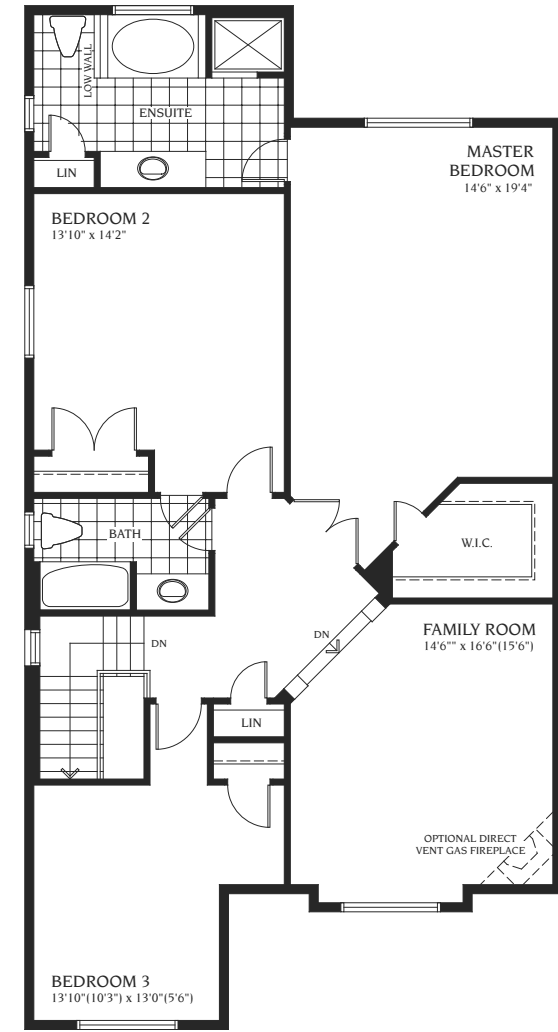 LOW WALL
ENSUITE
LIN
MASTER
BEDROOM
14'6" x 19'4"
BEDROOM 2
13'10" x 14'2"
BATH
W.I.C.
DN
DN
FAMILY ROOM
14'6"" x 16'6"(15'6")
LIN
OPTIONAL DIRECT
VENT GAS FIREPLACE
BEDROOM 3
13'10"(10'3") x 13'0"(5'6")